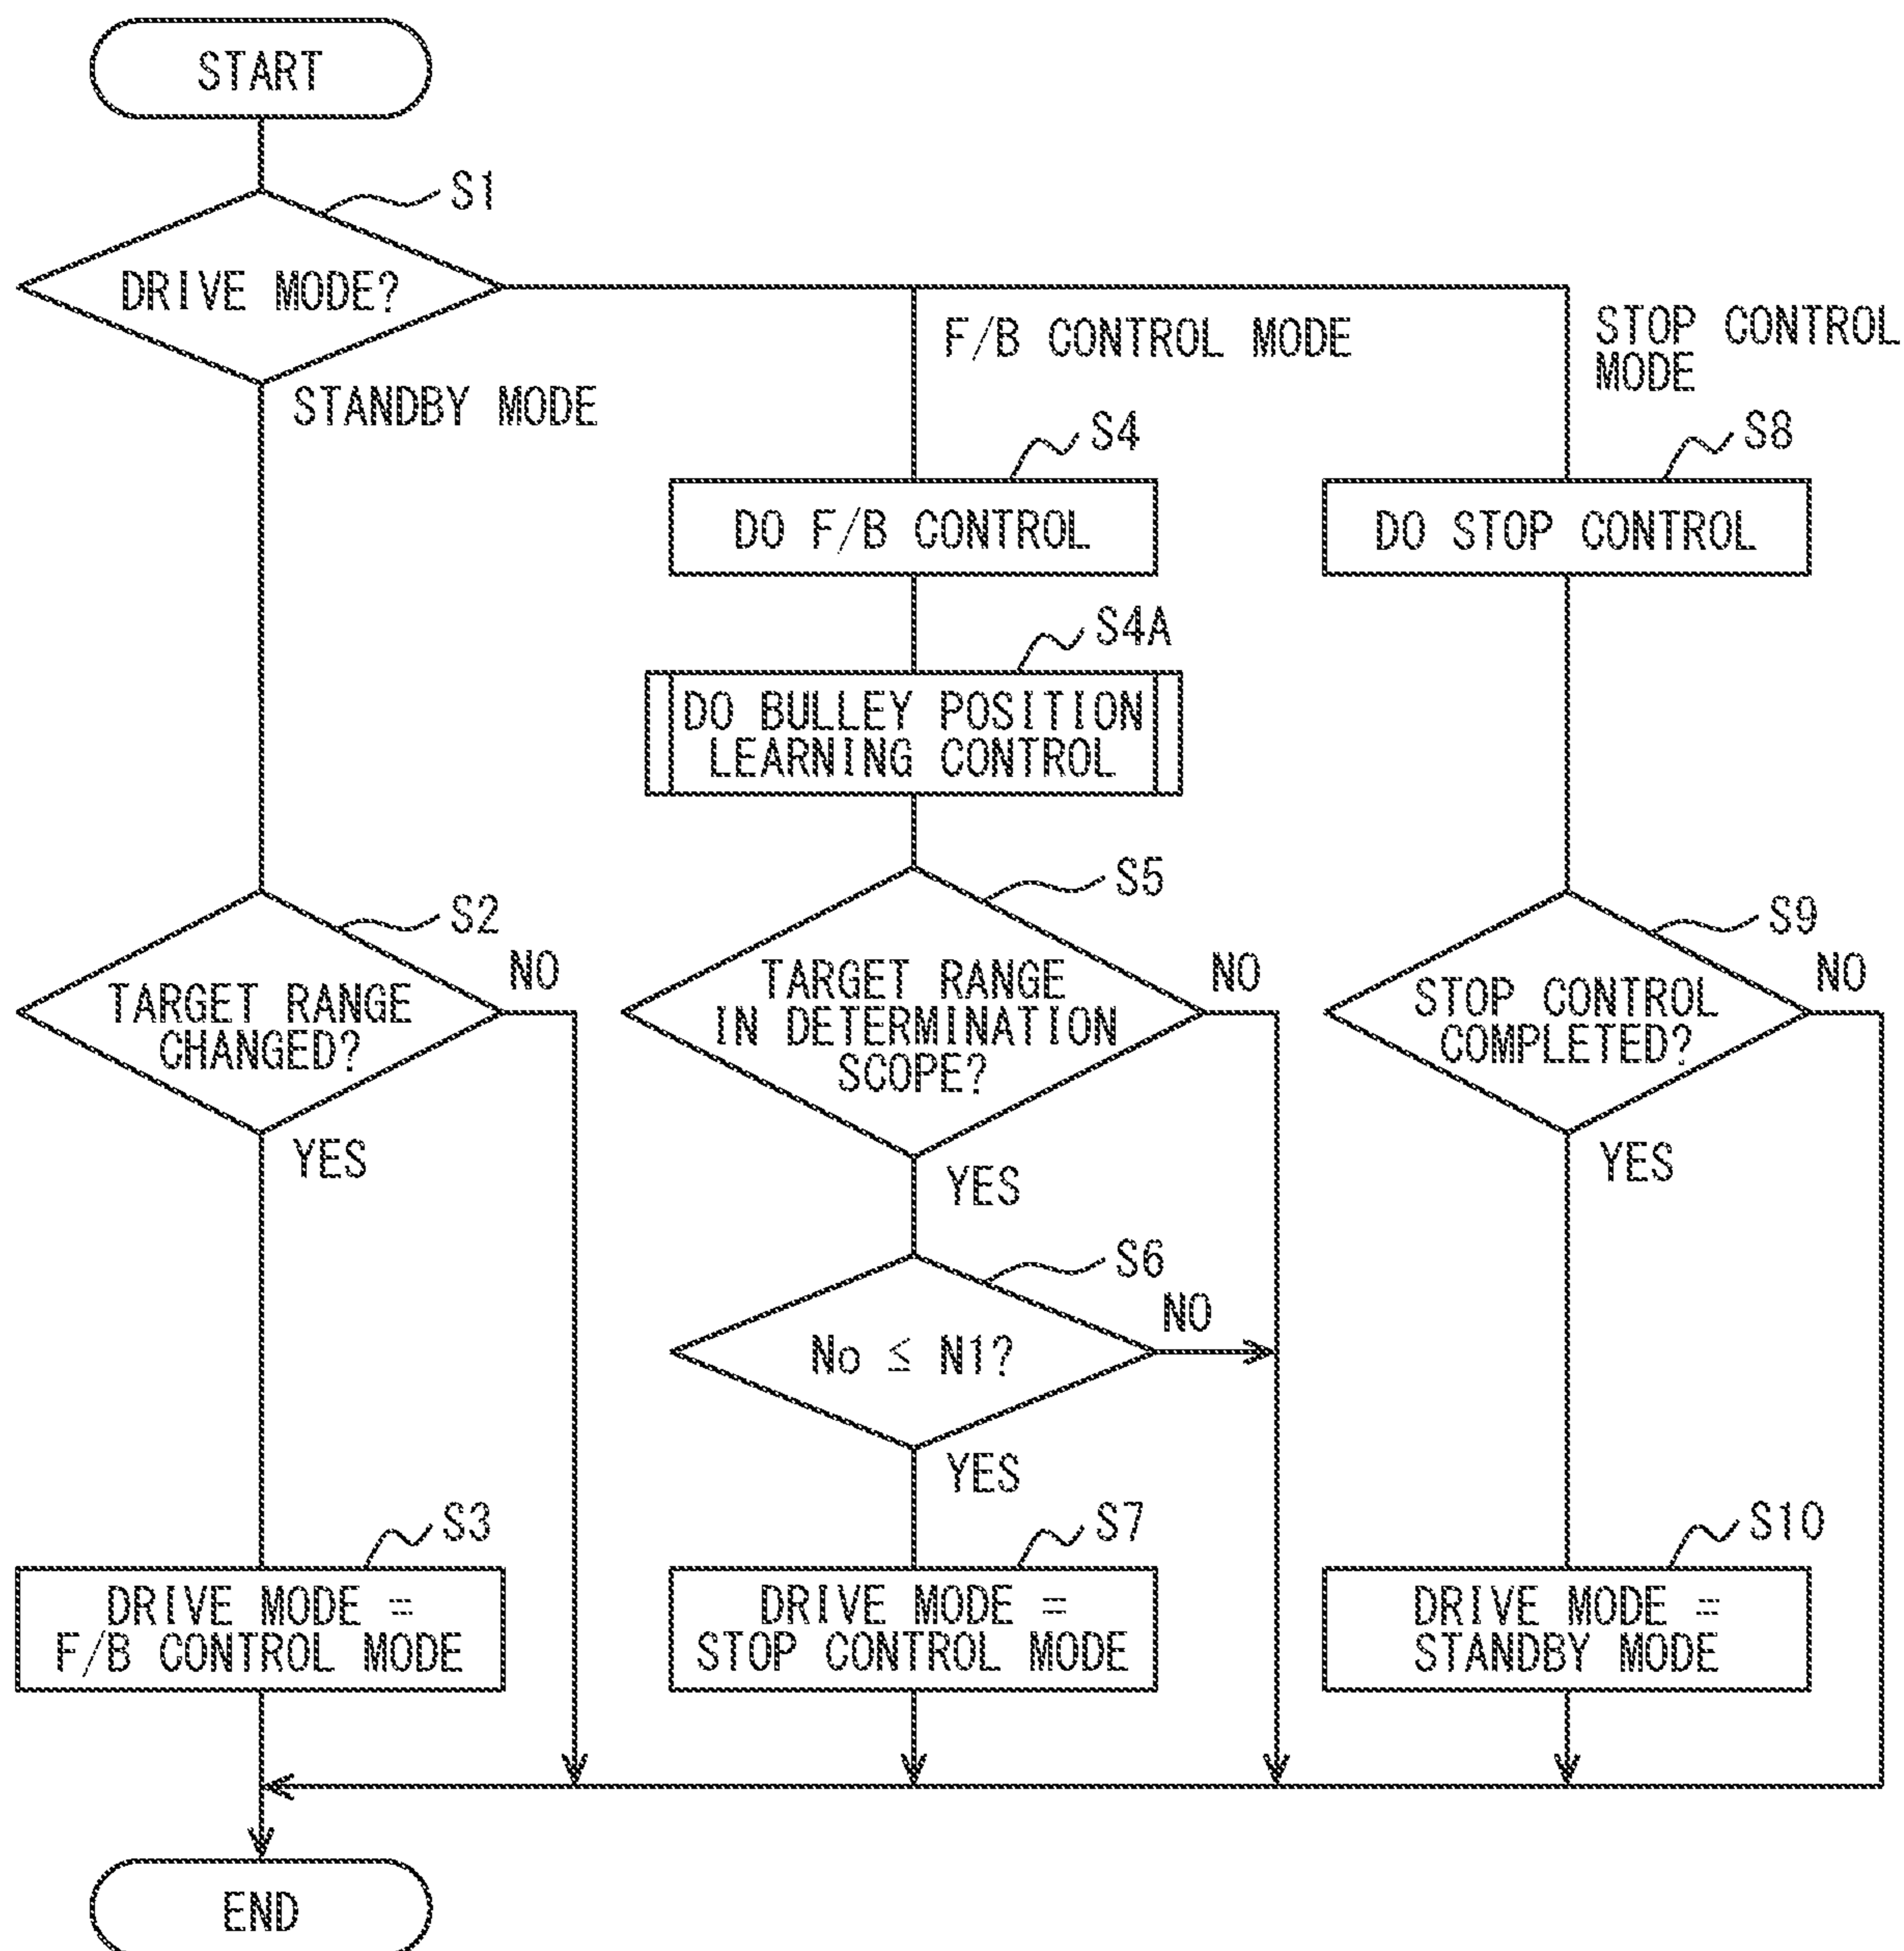 START
S1
DRIVE MODE?
STANDBY MODE
F/B CONTROL MODE
STOP CONTROL
MODE
S4
DO F/B CONTROL
S8
DO STOP CONTROL
S4A
DO BULLEY POSITION
LEARNING CONTROL
S2
TARGET RANGE
CHANGED?
NO
YES
S5
TARGET RANGE
IN DETERMINATION
SCOPE?
NO
YES
S9
STOP CONTROL
COMPLETED?
NO
YES
S6
No ≤ N1?
NO
YES
S3
DRIVE MODE =
F/B CONTROL MODE
S7
DRIVE MODE =
STOP CONTROL MODE
S10
DRIVE MODE =
STANDBY MODE
END